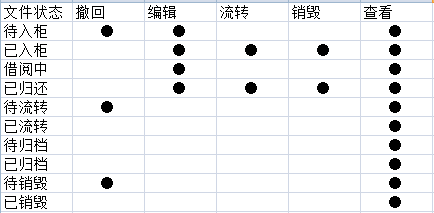 文件状态 撤回 编辑 流转 销毁 查看
待入柜 ● ● ●
已入柜 ● ● ● ●
借阅中 ● ●
已归还 ● ● ● ●
待流转 ● ●
已流转 ●
待归档 ●
已归档 ●
待销毁 ● ●
已销毁 ●